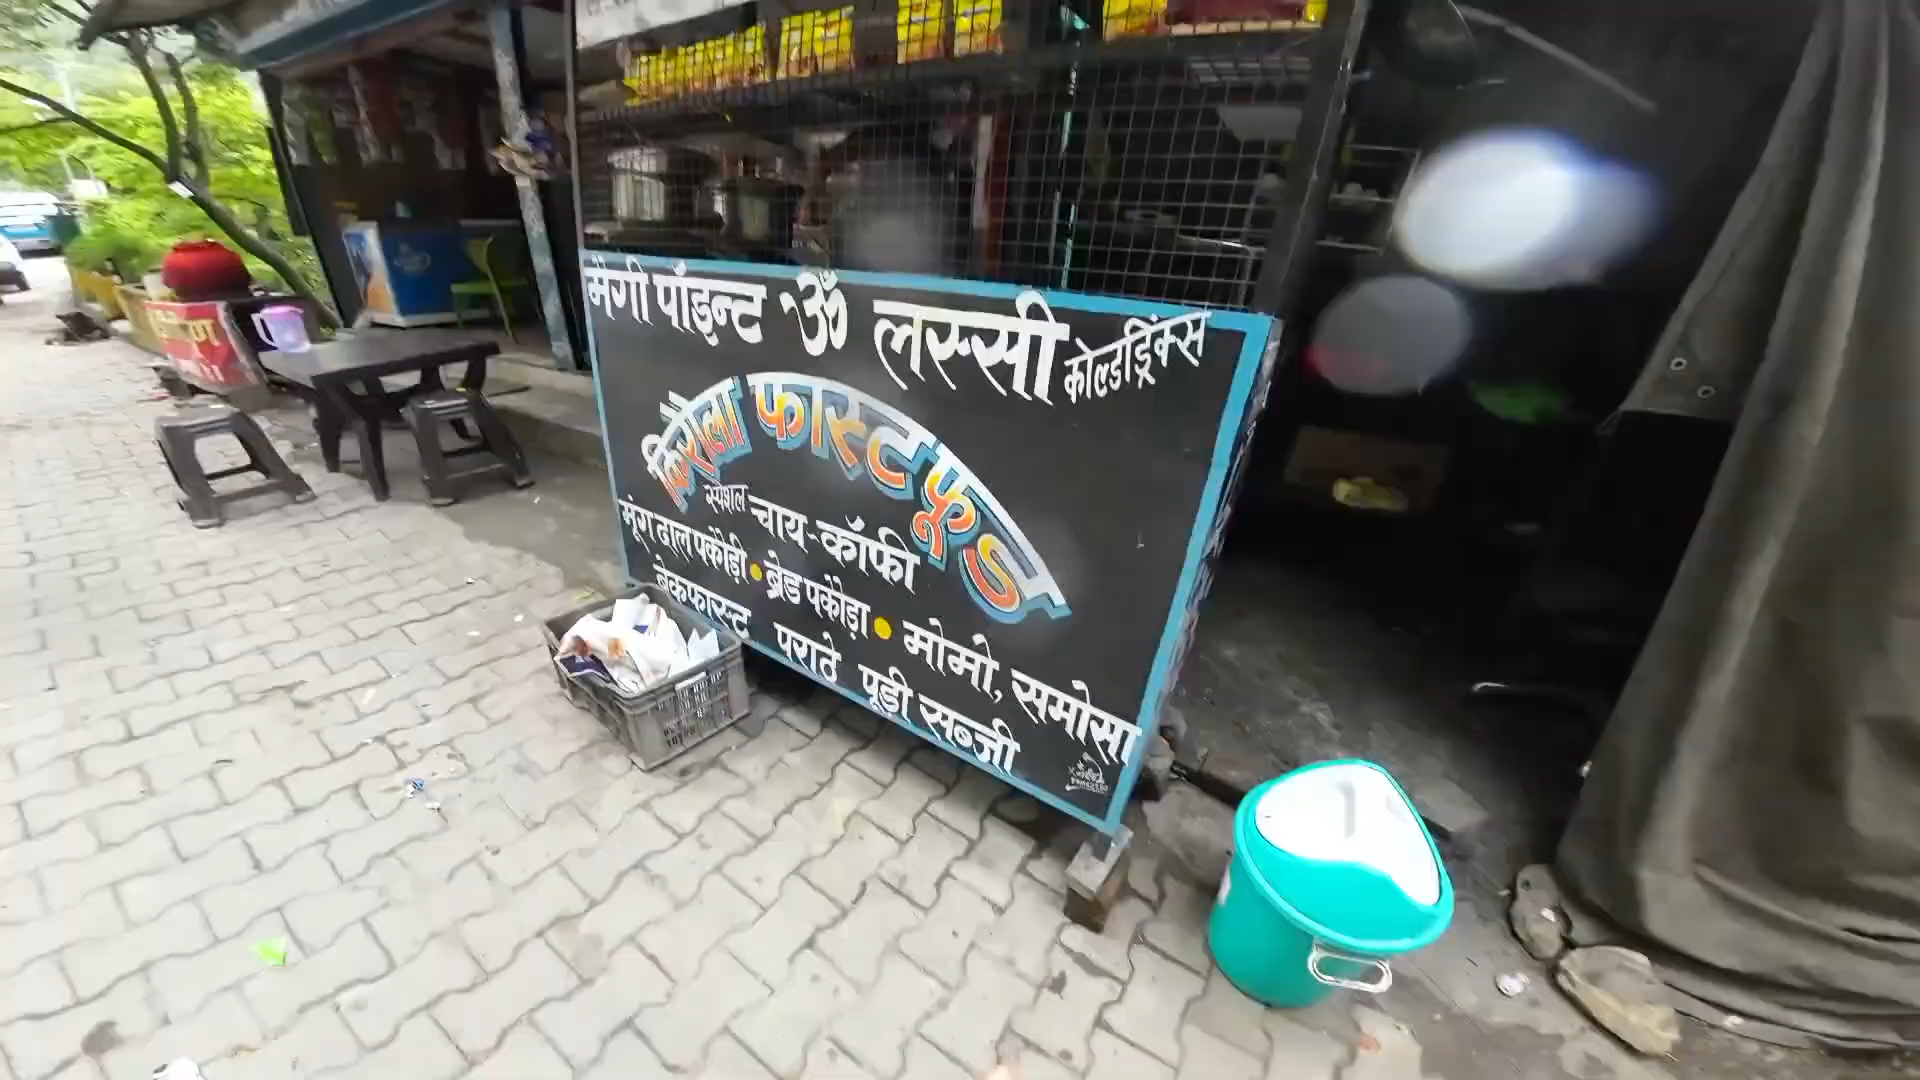 मैगी पॉइन्ट ॐ लस्सी कोल्डड्रिंक्स
किरौला फास्ट फूड
स्पेशल चाय-कॉफी
मूंग दाल पकौड़ी • ब्रेड पकौड़ा • मोमो, समोसा
ब्रेकफास्ट पराठे पूड़ी सब्जी